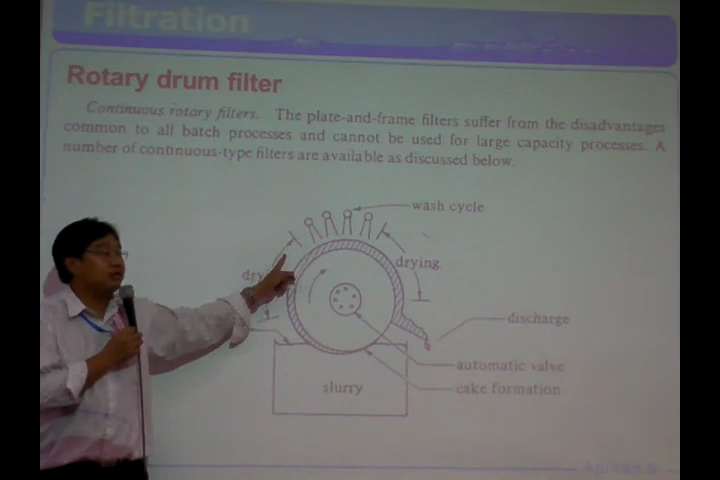 Filtration
Rotary drum filter
Continuous rotary filters. The plate-and-frame filters suffer from the disadvantages
common to all batch processes and cannot be used for large capacity processes. A
number of continuous-type filters are available as discussed below.
wash cycle
drying
discharge
automatic valve
slurry
cake formation